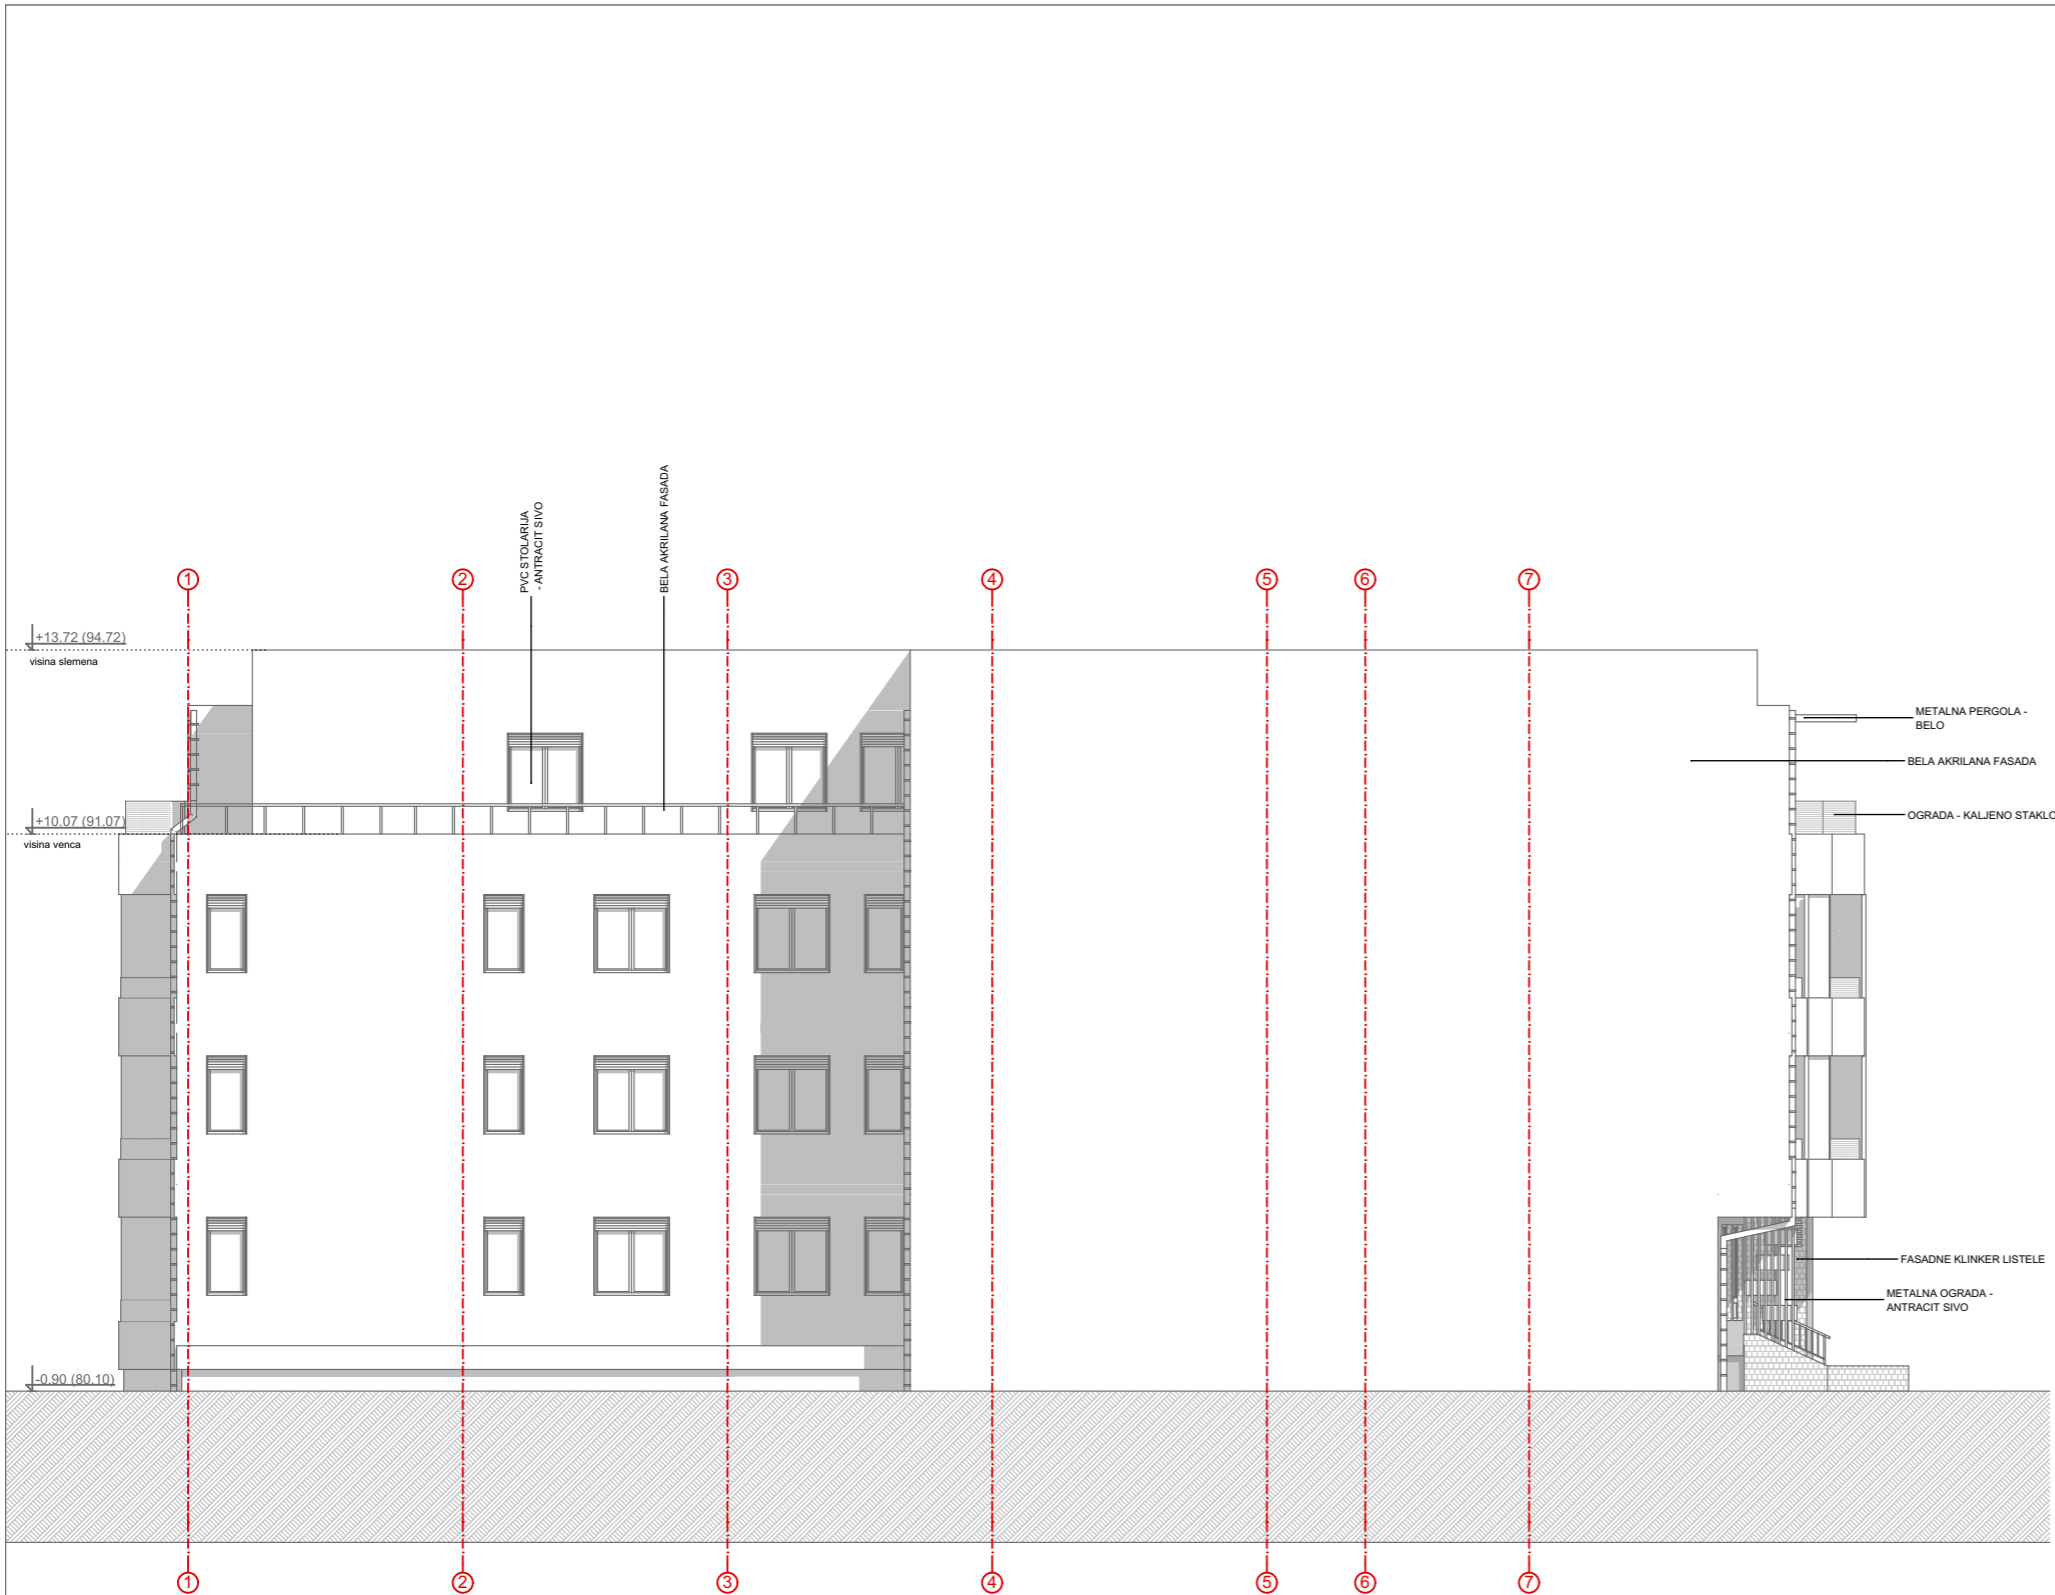 PVC STOLARIJA
- ANTRACIT SIVO
BELA AKRILANA FASADA
1 2 3 4 5 6 7
+13.72 (94.72)
visina slemena
METALNA PERGOLA -
BELO
BELA AKRILANA FASADA
OGRADA - KALJENO STAKLO
+10.07 (91.07)
visina venca
FASADNE KLINKER LISTELE
METALNA OGRADA -
ANTRACIT SIVO
-0.90 (80.10)
1 2 3 4 5 6 7